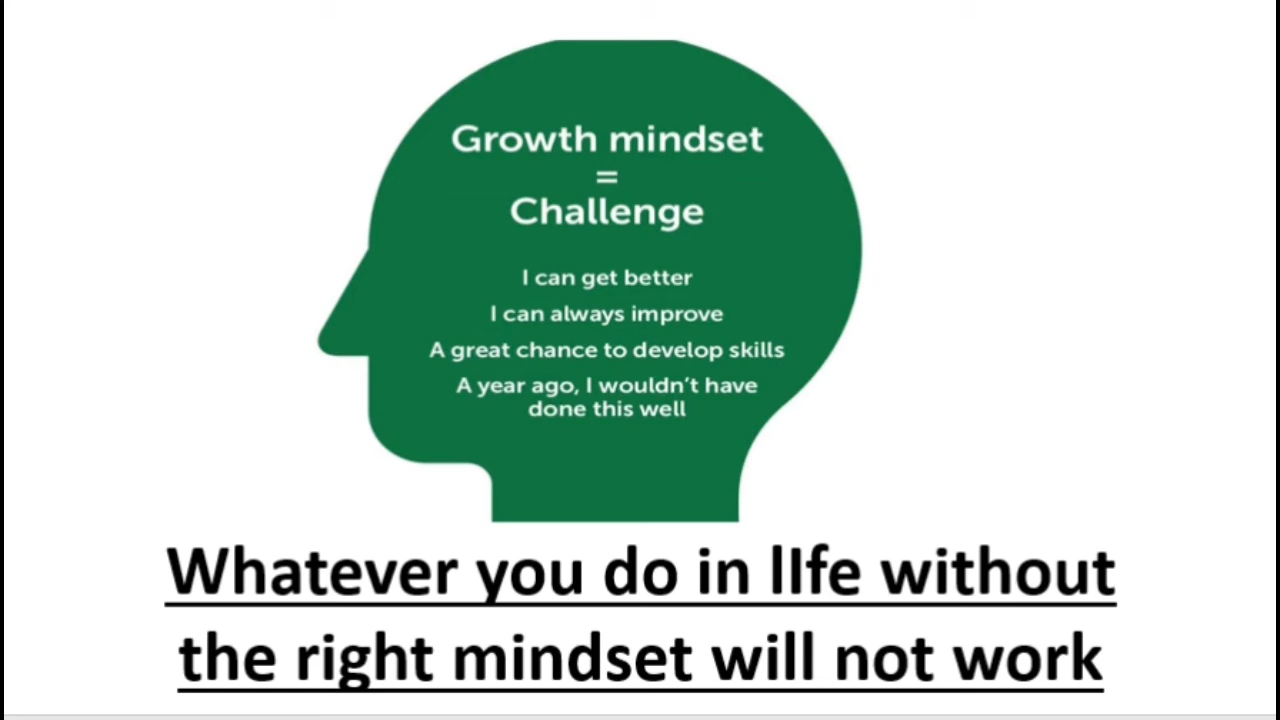 Growth mindset
=
Challenge
I can get better
I can always improve
A great chance to develop skills
A year ago, I wouldn't have
done this well
Whatever you do in lIfe without
the right mindset will not work